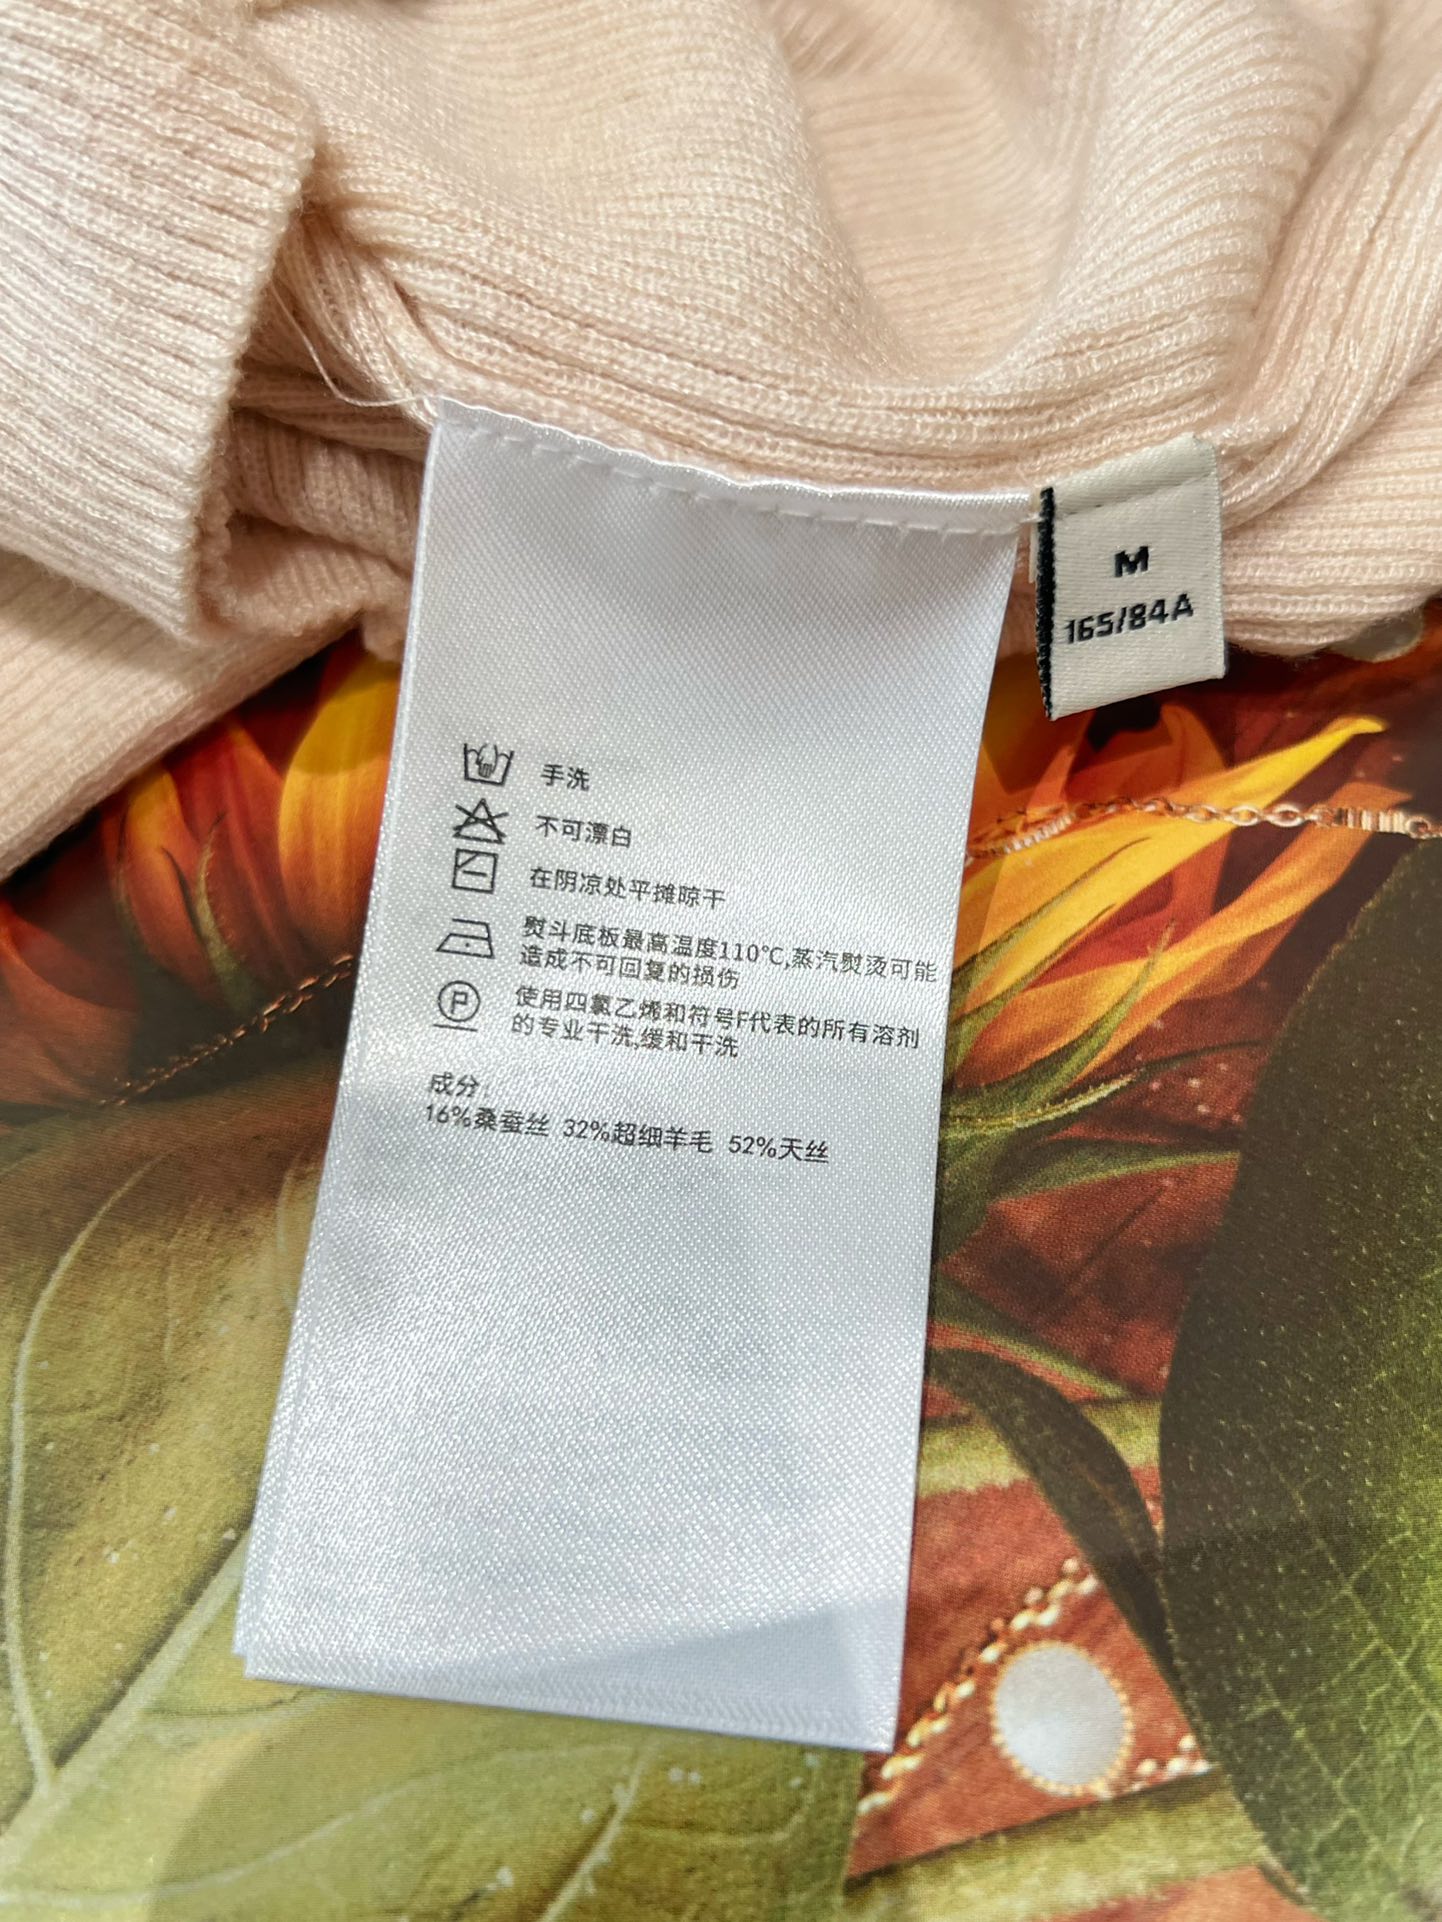 M
165/84A
手洗
不可漂白
在阴凉处平摊晾干
熨斗底板最高温度110℃,蒸汽熨烫可能
造成不可回复的损伤
P
使用四氯乙烯和符号F代表的所有溶剂
的专业干洗,缓和干洗
成分:
16%桑蚕丝 32%超细羊毛 52%天丝